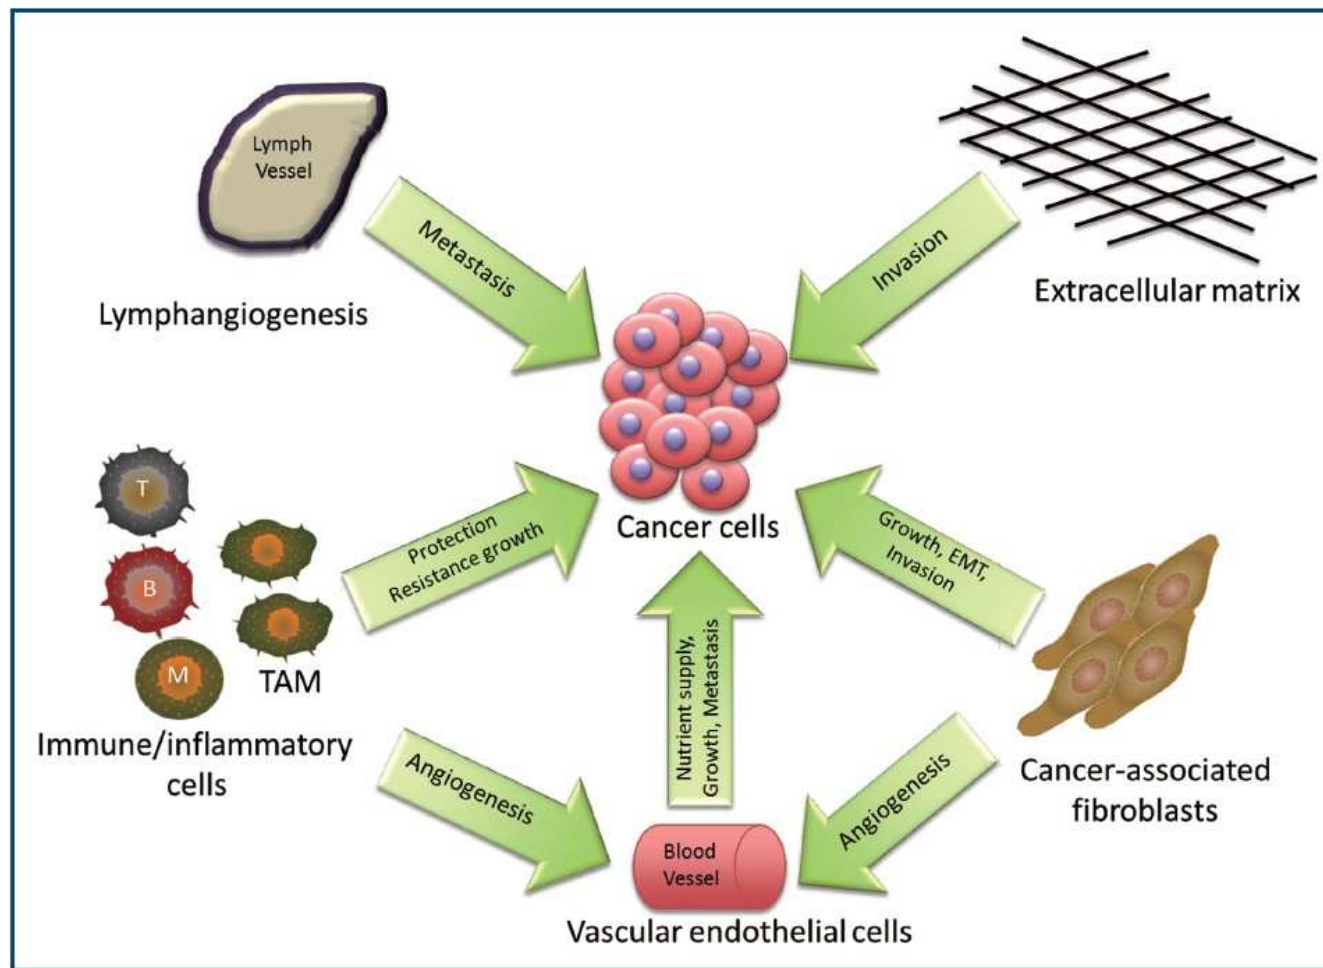 Lymph
Vessel
Metastasis
Lymphangiogenesis
Invasion
Extracellular matrix
Cancer cells
T
B
M
TAM
Immune/inflammatory
cells
Protection
Resistance growth
Growth, EMT,
Invasion
Cancer-associated
fibroblasts
Nutrient supply,
Growth, Metastasis
Angiogenesis
Angiogenesis
Blood
Vessel
Vascular endothelial cells